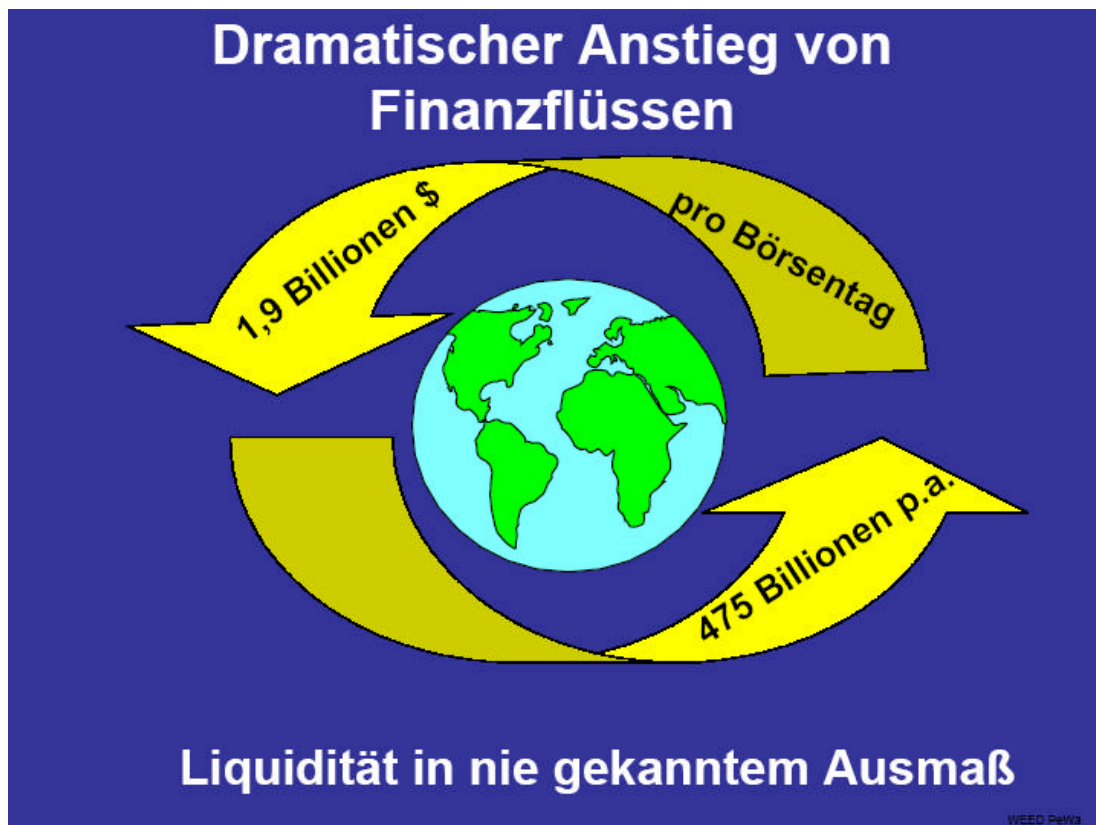 Dramatischer Anstieg von
Finanzflüssen
1,9 Billionen $
pro Börsentag
475 Billionen p.a.
Liquidität in nie gekanntem Ausmaß
WEED PeWa